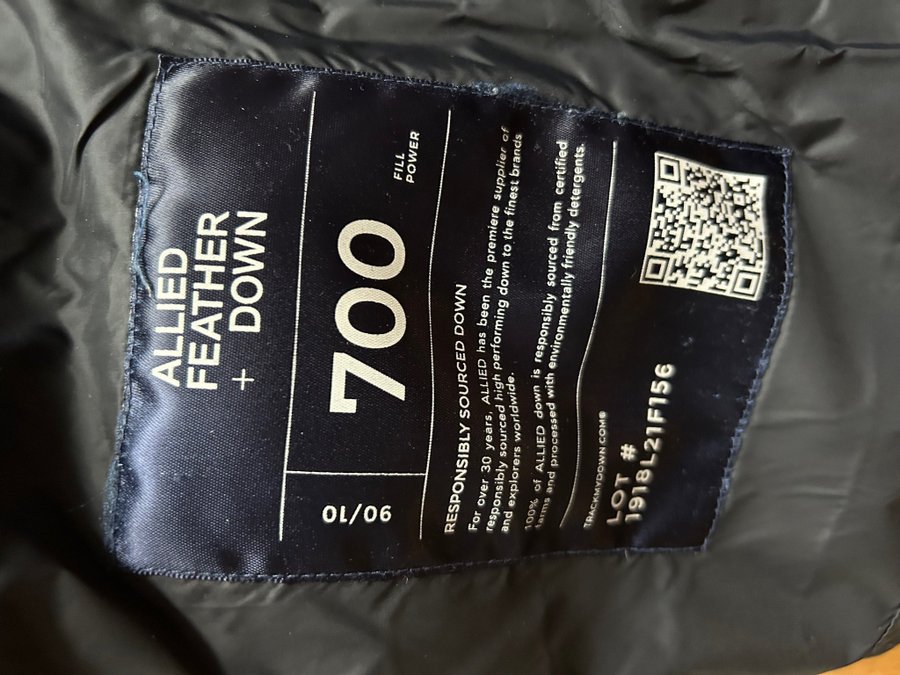 ALLIED
FEATHER
+ DOWN
90/10
700
FILL
POWER
RESPONSIBLY SOURCED DOWN
For over 30 years, ALLIED has been the premiere supplier of
responsibly sourced high performing down to the finest brands
and explorers worldwide.
100% of ALLIED down is responsibly sourced from certified
farms and processed with environmentally friendly detergents.
TRACKMYDOWN.COM®
LOT #
1918L21F156